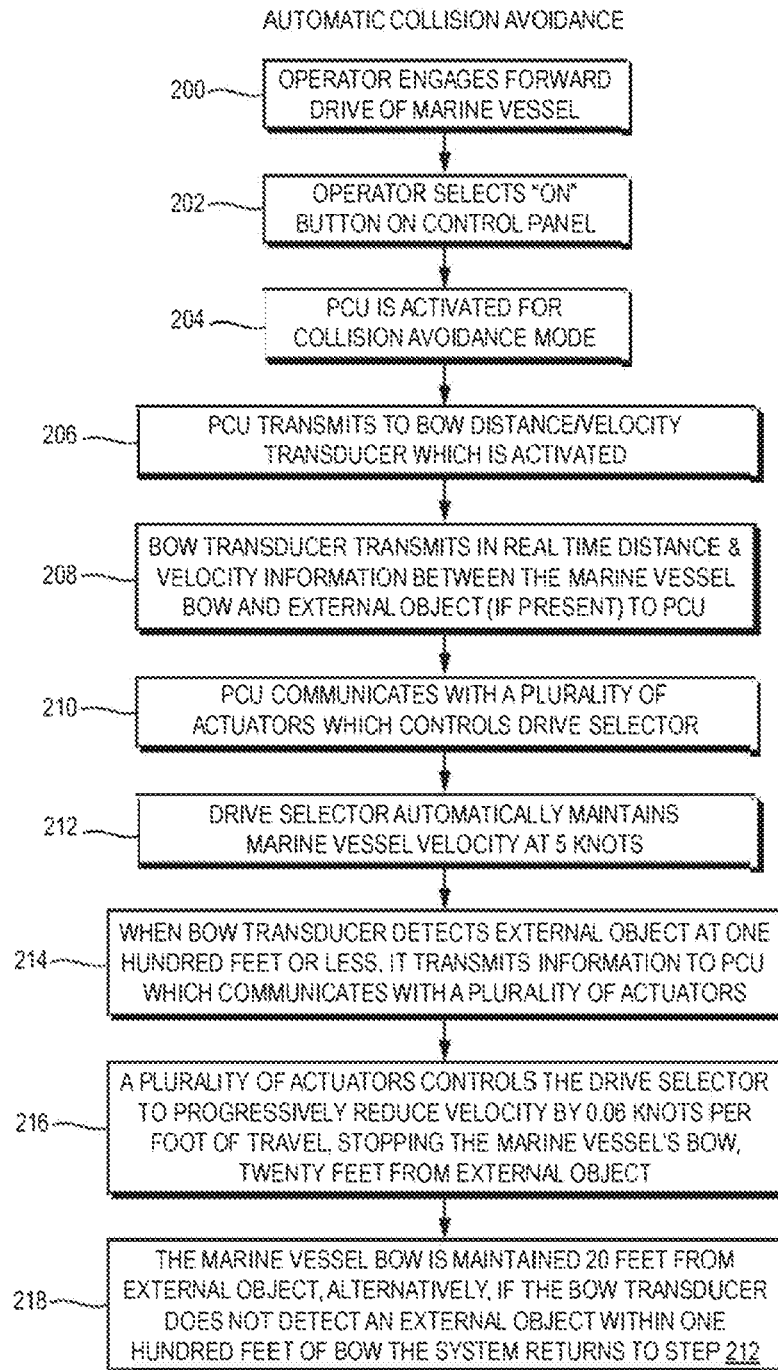 AUTOMATIC COLLISION AVOIDANCE
200
OPERATOR ENGAGES FORWARD
DRIVE OF MARINE VESSEL
202
OPERATOR SELECTS "ON"
BUTTON ON CONTROL PANEL
204
PCU IS ACTIVATED FOR
COLLISION AVOIDANCE MODE
206
PCU TRANSMITS TO BOW DISTANCE/VELOCITY
TRANSDUCER WHICH IS ACTIVATED
208
BOW TRANSDUCER TRANSMITS IN REAL TIME DISTANCE &
VELOCITY INFORMATION BETWEEN THE MARINE VESSEL
BOW AND EXTERNAL OBJECT (IF PRESENT) TO PCU
210
PCU COMMUNICATES WITH A PLURALITY OF
ACTUATORS WHICH CONTROLS DRIVE SELECTOR
212
DRIVE SELECTOR AUTOMATICALLY MAINTAINS
MARINE VESSEL VELOCITY AT 5 KNOTS
214
WHEN BOW TRANSDUCER DETECTS EXTERNAL OBJECT AT ONE
HUNDRED FEET OR LESS, IT TRANSMITS INFORMATION TO PCU
WHICH COMMUNICATES WITH A PLURALITY OF ACTUATORS
216
A PLURALITY OF ACTUATORS CONTROLS THE DRIVE SELECTOR
TO PROGRESSIVELY REDUCE VELOCITY BY 0.06 KNOTS PER
FOOT OF TRAVEL, STOPPING THE MARINE VESSEL'S BOW,
TWENTY FEET FROM EXTERNAL OBJECT
218
THE MARINE VESSEL BOW IS MAINTAINED 20 FEET FROM
EXTERNAL OBJECT, ALTERNATIVELY, IF THE BOW TRANSDUCER
DOES NOT DETECT AN EXTERNAL OBJECT WITHIN ONE
HUNDRED FEET OF BOW THE SYSTEM RETURNS TO STEP 212